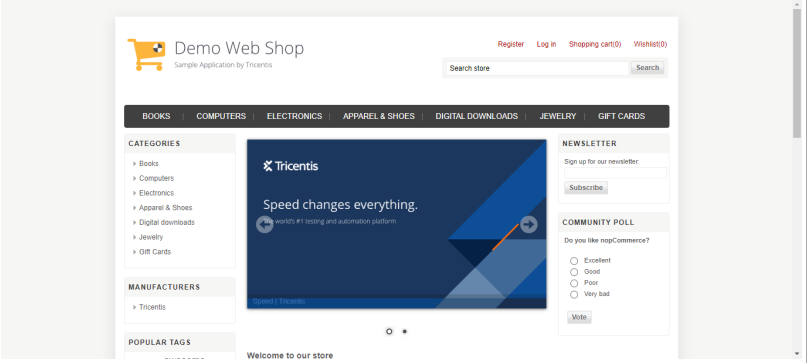 Demo Web Shop
Sample Application by Tricentis
Register Log in Shopping cart(0) Wishlist(0)
Search store Search
BOOKS COMPUTERS ELECTRONICS APPAREL & SHOES DIGITAL DOWNLOADS JEWELRY GIFT CARDS
CATEGORIES
Books
Computers
Electronics
Apparel & Shoes
Digital downloads
Jewelry
Gift Cards
MANUFACTURERS
Tricentis
POPULAR TAGS
Tricentis
Speed changes everything.
The world's #1 testing and automation platform
Speed | Tricentis
Welcome to our store
NEWSLETTER
Sign up for our newsletter:
Subscribe
COMMUNITY POLL
Do you like nopCommerce?
Excellent
Good
Poor
Very bad
Vote